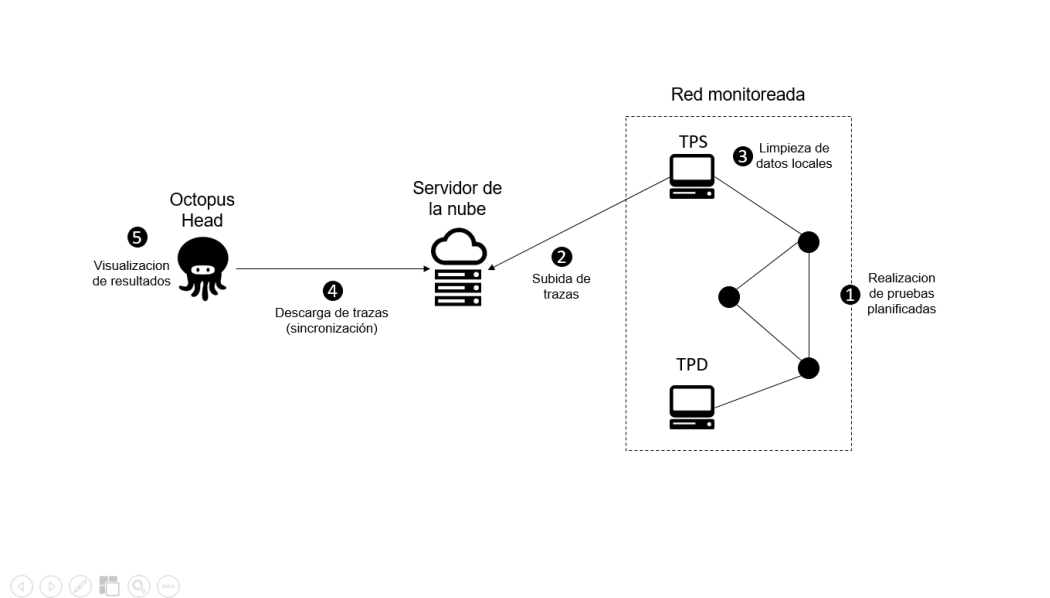 Red monitoreada
TPS
3
Limpieza de
datos locales
Servidor de
la nube
Octopus
Head
5
Visualizacion
de resultados
2
Subida de
trazas
4
Descarga de trazas
(sincronización)
1
Realizacion
de pruebas
planificadas
TPD